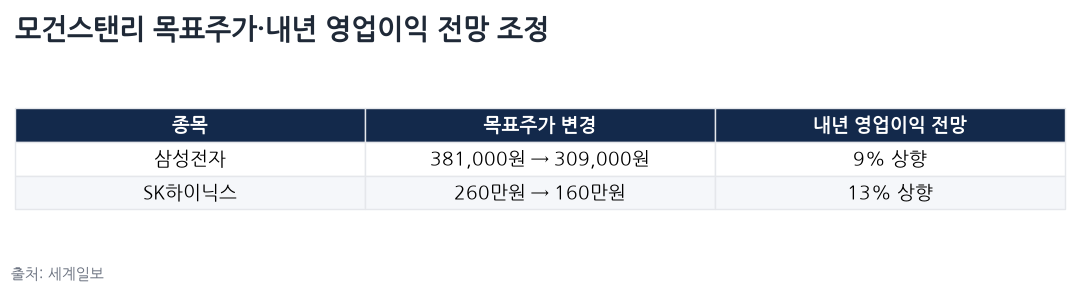 모건스탠리 목표주가·내년 영업이익 전망 조정
종목 목표주가 변경 내년 영업이익 전망
삼성전자 381,000원 → 309,000원 9% 상향
SK하이닉스 260만원 → 160만원 13% 상향
출처: 세계일보